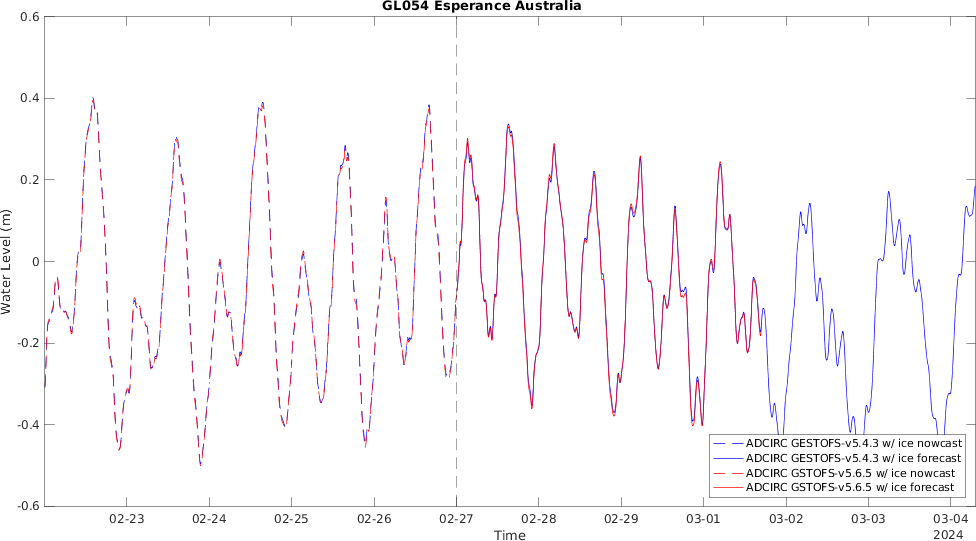 GL054 Esperance Australia
0.6
0.4
0.2
0
-0.2
-0.4
-0.6
Water Level (m)
02-23
02-24
02-25
02-26
02-27
02-28
02-29
03-01
03-02
03-03
03-04
2024
Time
ADCIRC GESTOFS-v5.4.3 w/ ice nowcast
ADCIRC GESTOFS-v5.4.3 w/ ice forecast
ADCIRC GSTOFS-v5.6.5 w/ ice nowcast
ADCIRC GSTOFS-v5.6.5 w/ ice forecast